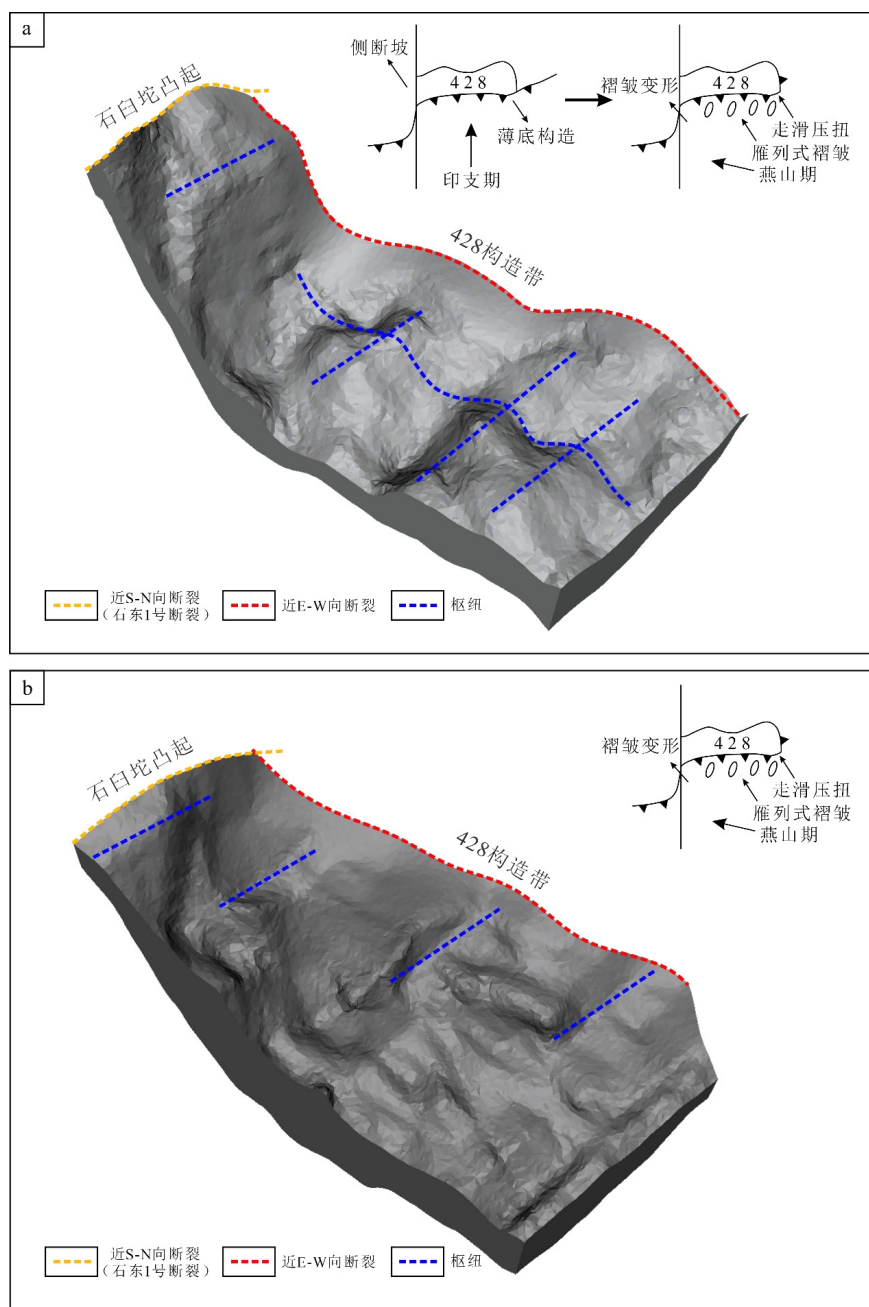 a
侧断坡
428
薄底构造
印支期
褶皱变形
428
走滑压扭
雁列式褶皱
燕山期
石臼坨凸起
428构造带
近S-N向断裂
（石东1号断裂）
近E-W向断裂
枢纽
b
褶皱变形
428
走滑压扭
雁列式褶皱
燕山期
石臼坨凸起
428构造带
近S-N向断裂
（石东1号断裂）
近E-W向断裂
枢纽